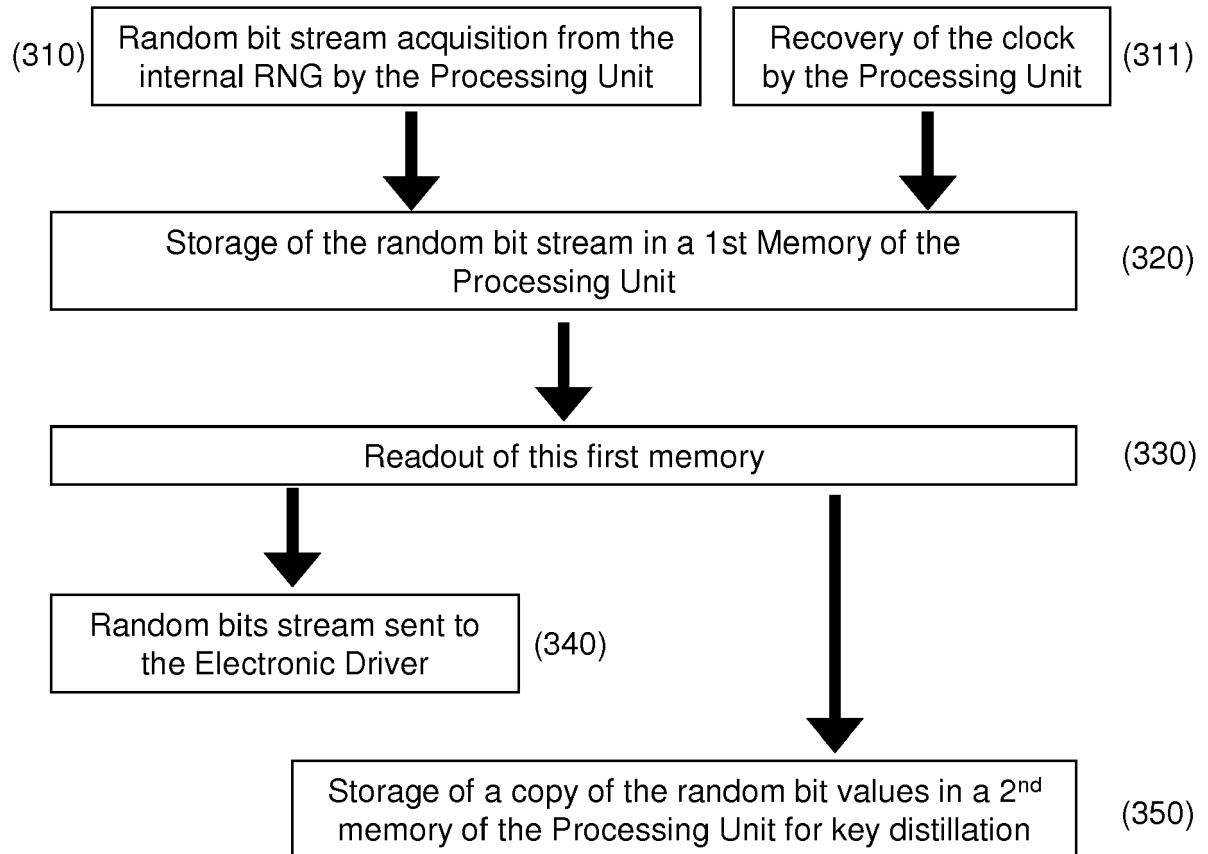 (310)
Random bit stream acquisition from the
internal RNG by the Processing Unit
Recovery of the clock
by the Processing Unit
(311)
Storage of the random bit stream in a 1st Memory of the
Processing Unit
(320)
Readout of this first memory
(330)
Random bits stream sent to
the Electronic Driver
(340)
Storage of a copy of the random bit values in a 2nd
memory of the Processing Unit for key distillation
(350)